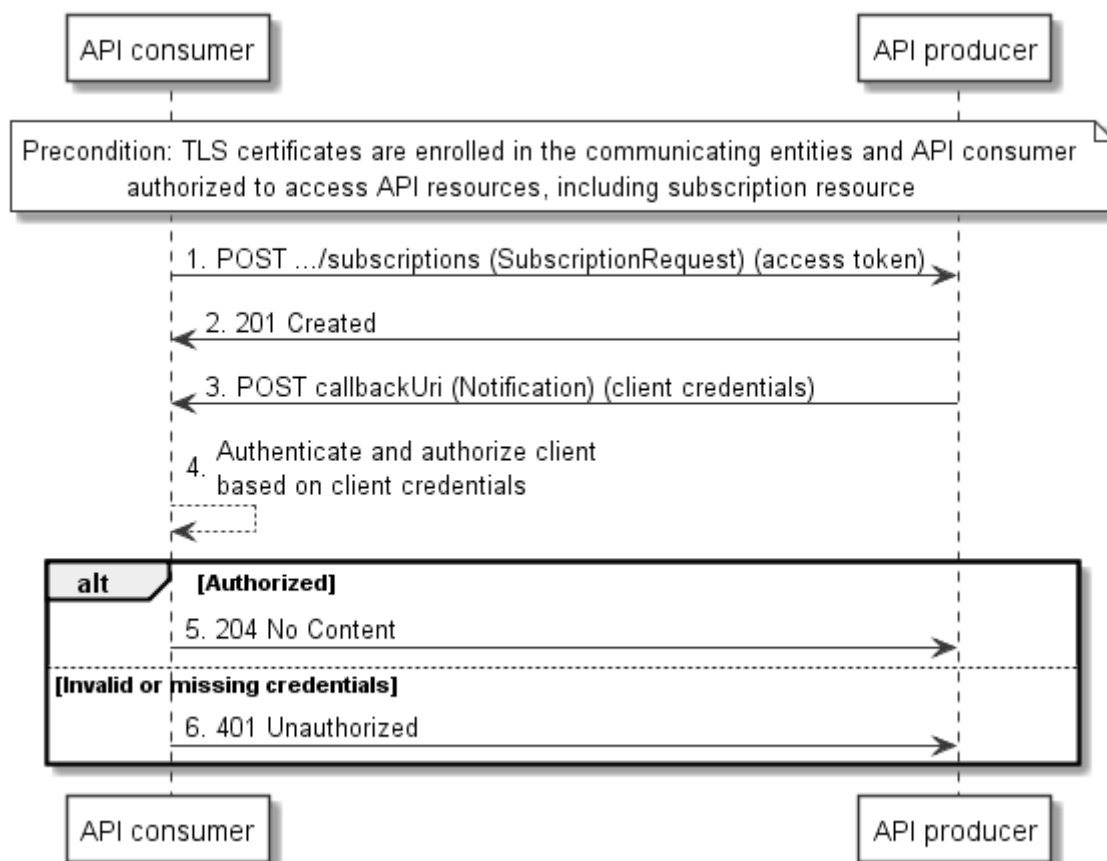 API consumer
API producer
Precondition: TLS certificates are enrolled in the communicating entities and API consumer
authorized to access API resources, including subscription resource
1. POST .../subscriptions (SubscriptionRequest) (access token)
2. 201 Created
3. POST callbackUri (Notification) (client credentials)
4. Authenticate and authorize client
based on client credentials
alt [Authorized]
5. 204 No Content
[Invalid or missing credentials]
6. 401 Unauthorized
API consumer
API producer